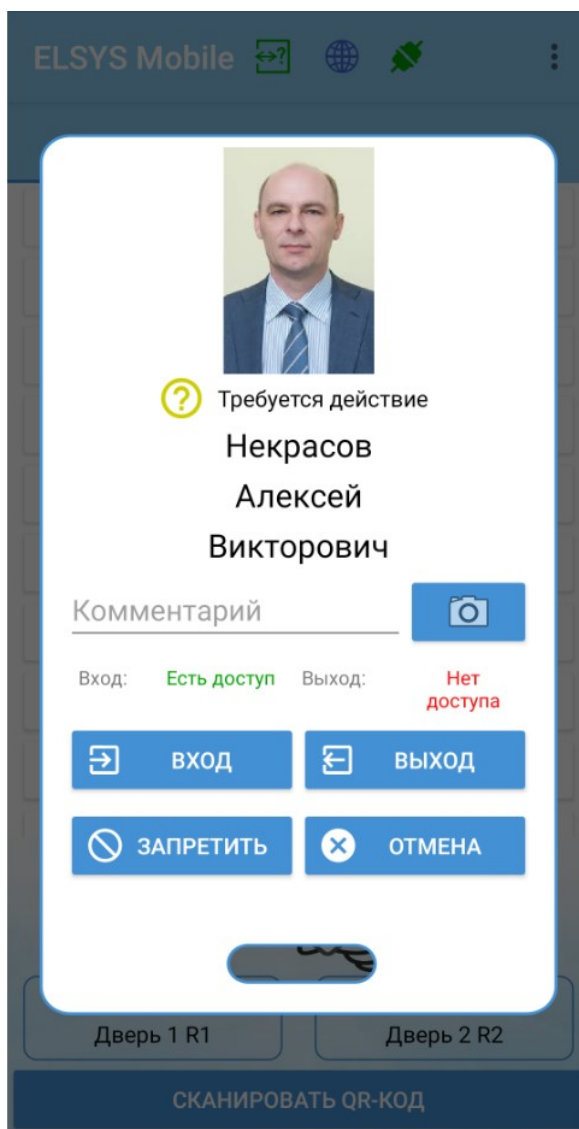 ELSYS Mobile
Требуется действие
Некрасов
Алексей
Викторович
Комментарий
Вход: Есть доступ Выход: Нет доступа
ВХОД ВЫХОД
ЗАПРЕТИТЬ ОТМЕНА
Дверь 1 R1 Дверь 2 R2
СКАНИРОВАТЬ QR-КОД